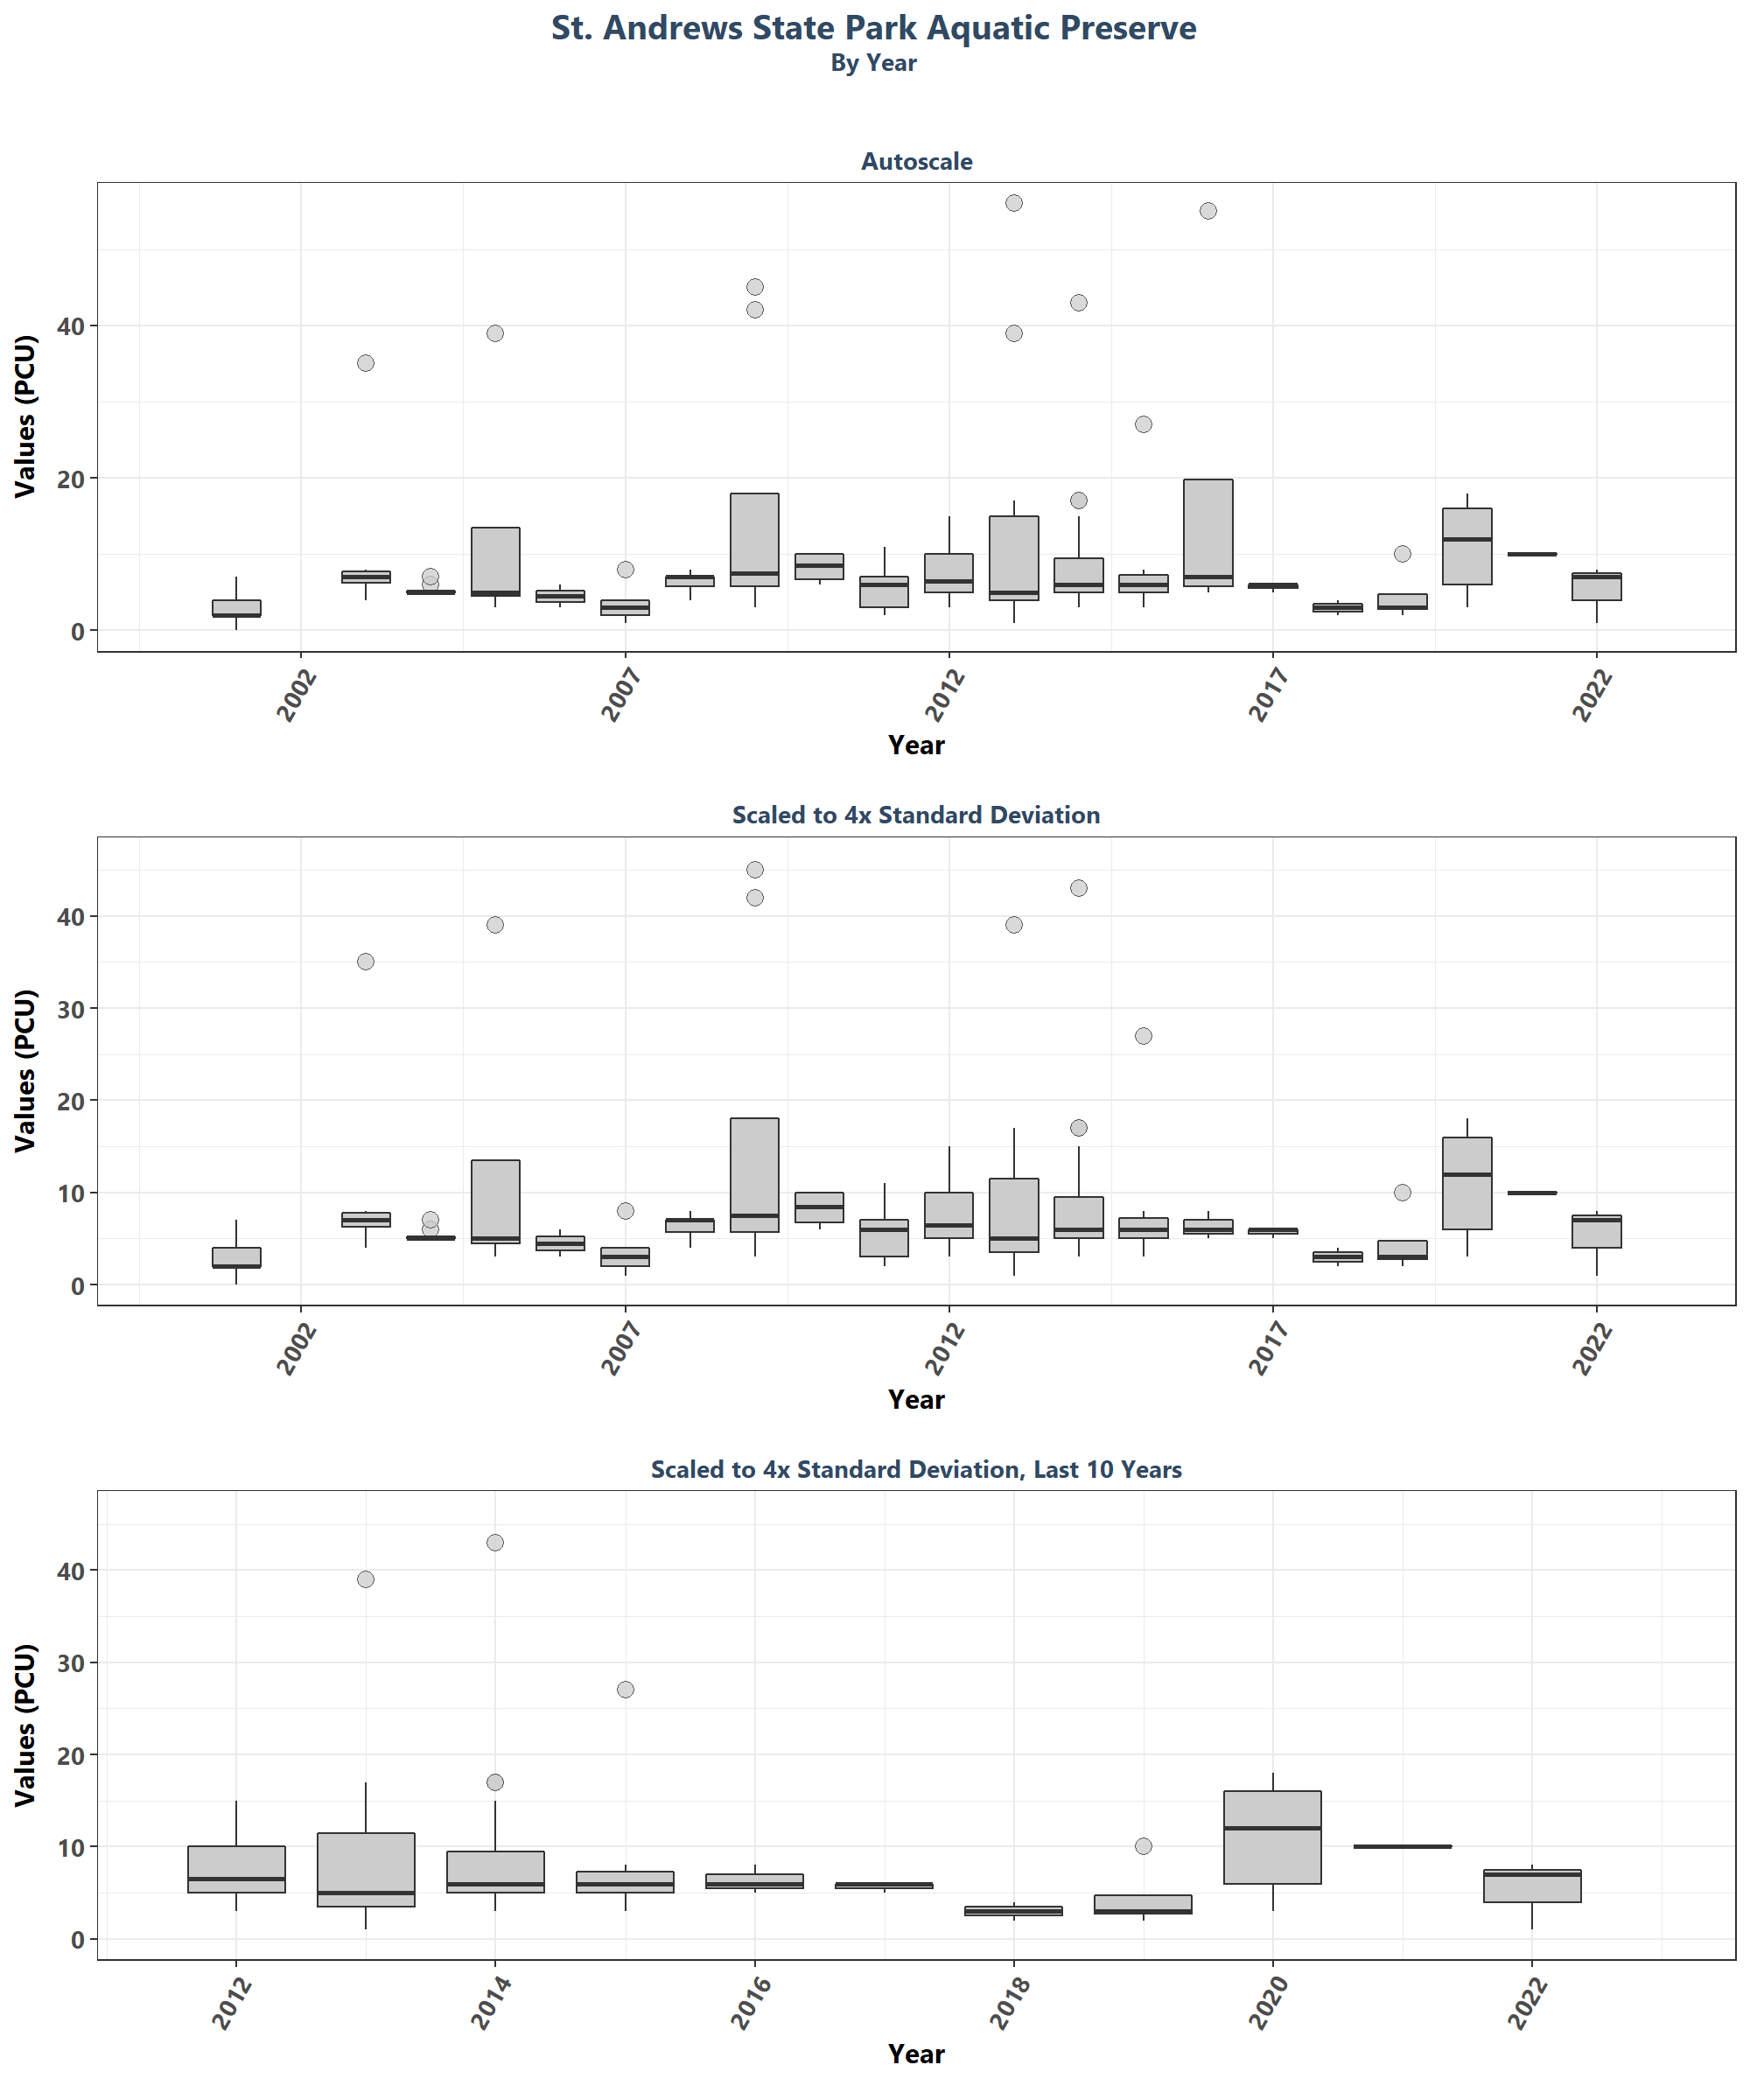 St. Andrews State Park Aquatic Preserve
By Year
Autoscale
Values (PCU)
40
20
0
2002
2007
2012
2017
2022
Year
Scaled to 4x Standard Deviation
Values (PCU)
40
30
20
10
0
2002
2007
2012
2017
2022
Year
Scaled to 4x Standard Deviation, Last 10 Years
Values (PCU)
40
30
20
10
0
2012
2014
2016
2018
2020
2022
Year